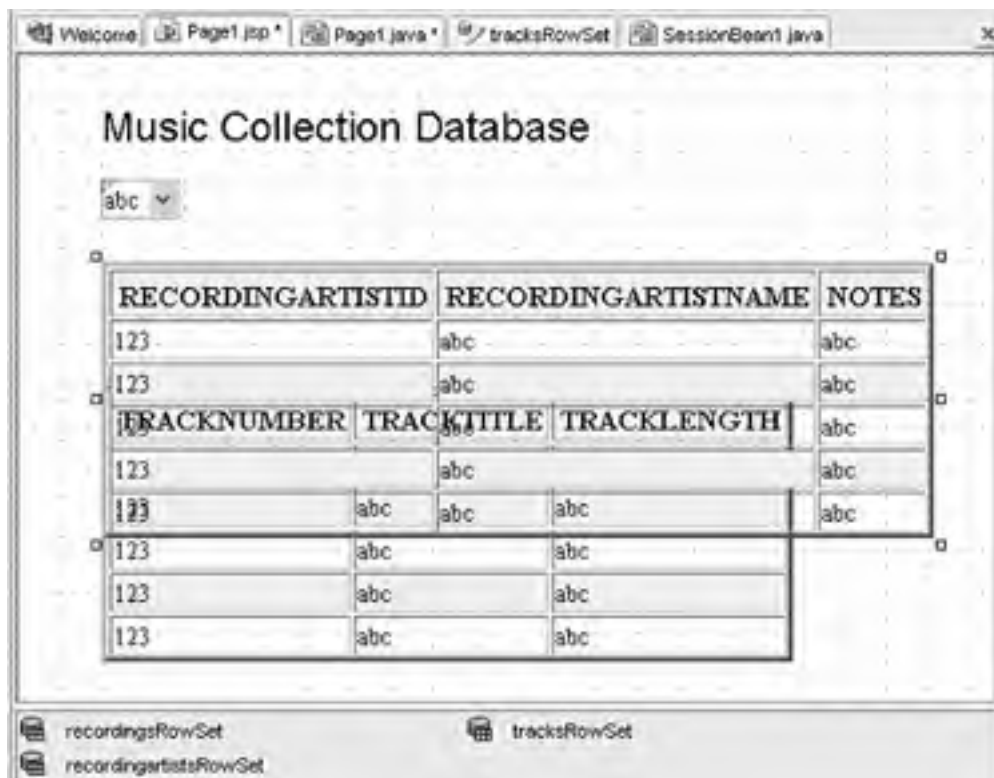 Welcome Page1.jsp * Page1.java * tracksRowSet SessionBean1.java x
Music Collection Database
abc
RECORDINGARTISTID RECORDINGARTISTNAME NOTES
123 abc abc
123 abc abc
TRACKNUMBER TRACKTITLE TRACKLENGTH abc
123 abc abc
123 abc abc abc abc
123 abc abc
123 abc abc
123 abc abc
recordingsRowSet tracksRowSet
recordingartistsRowSet